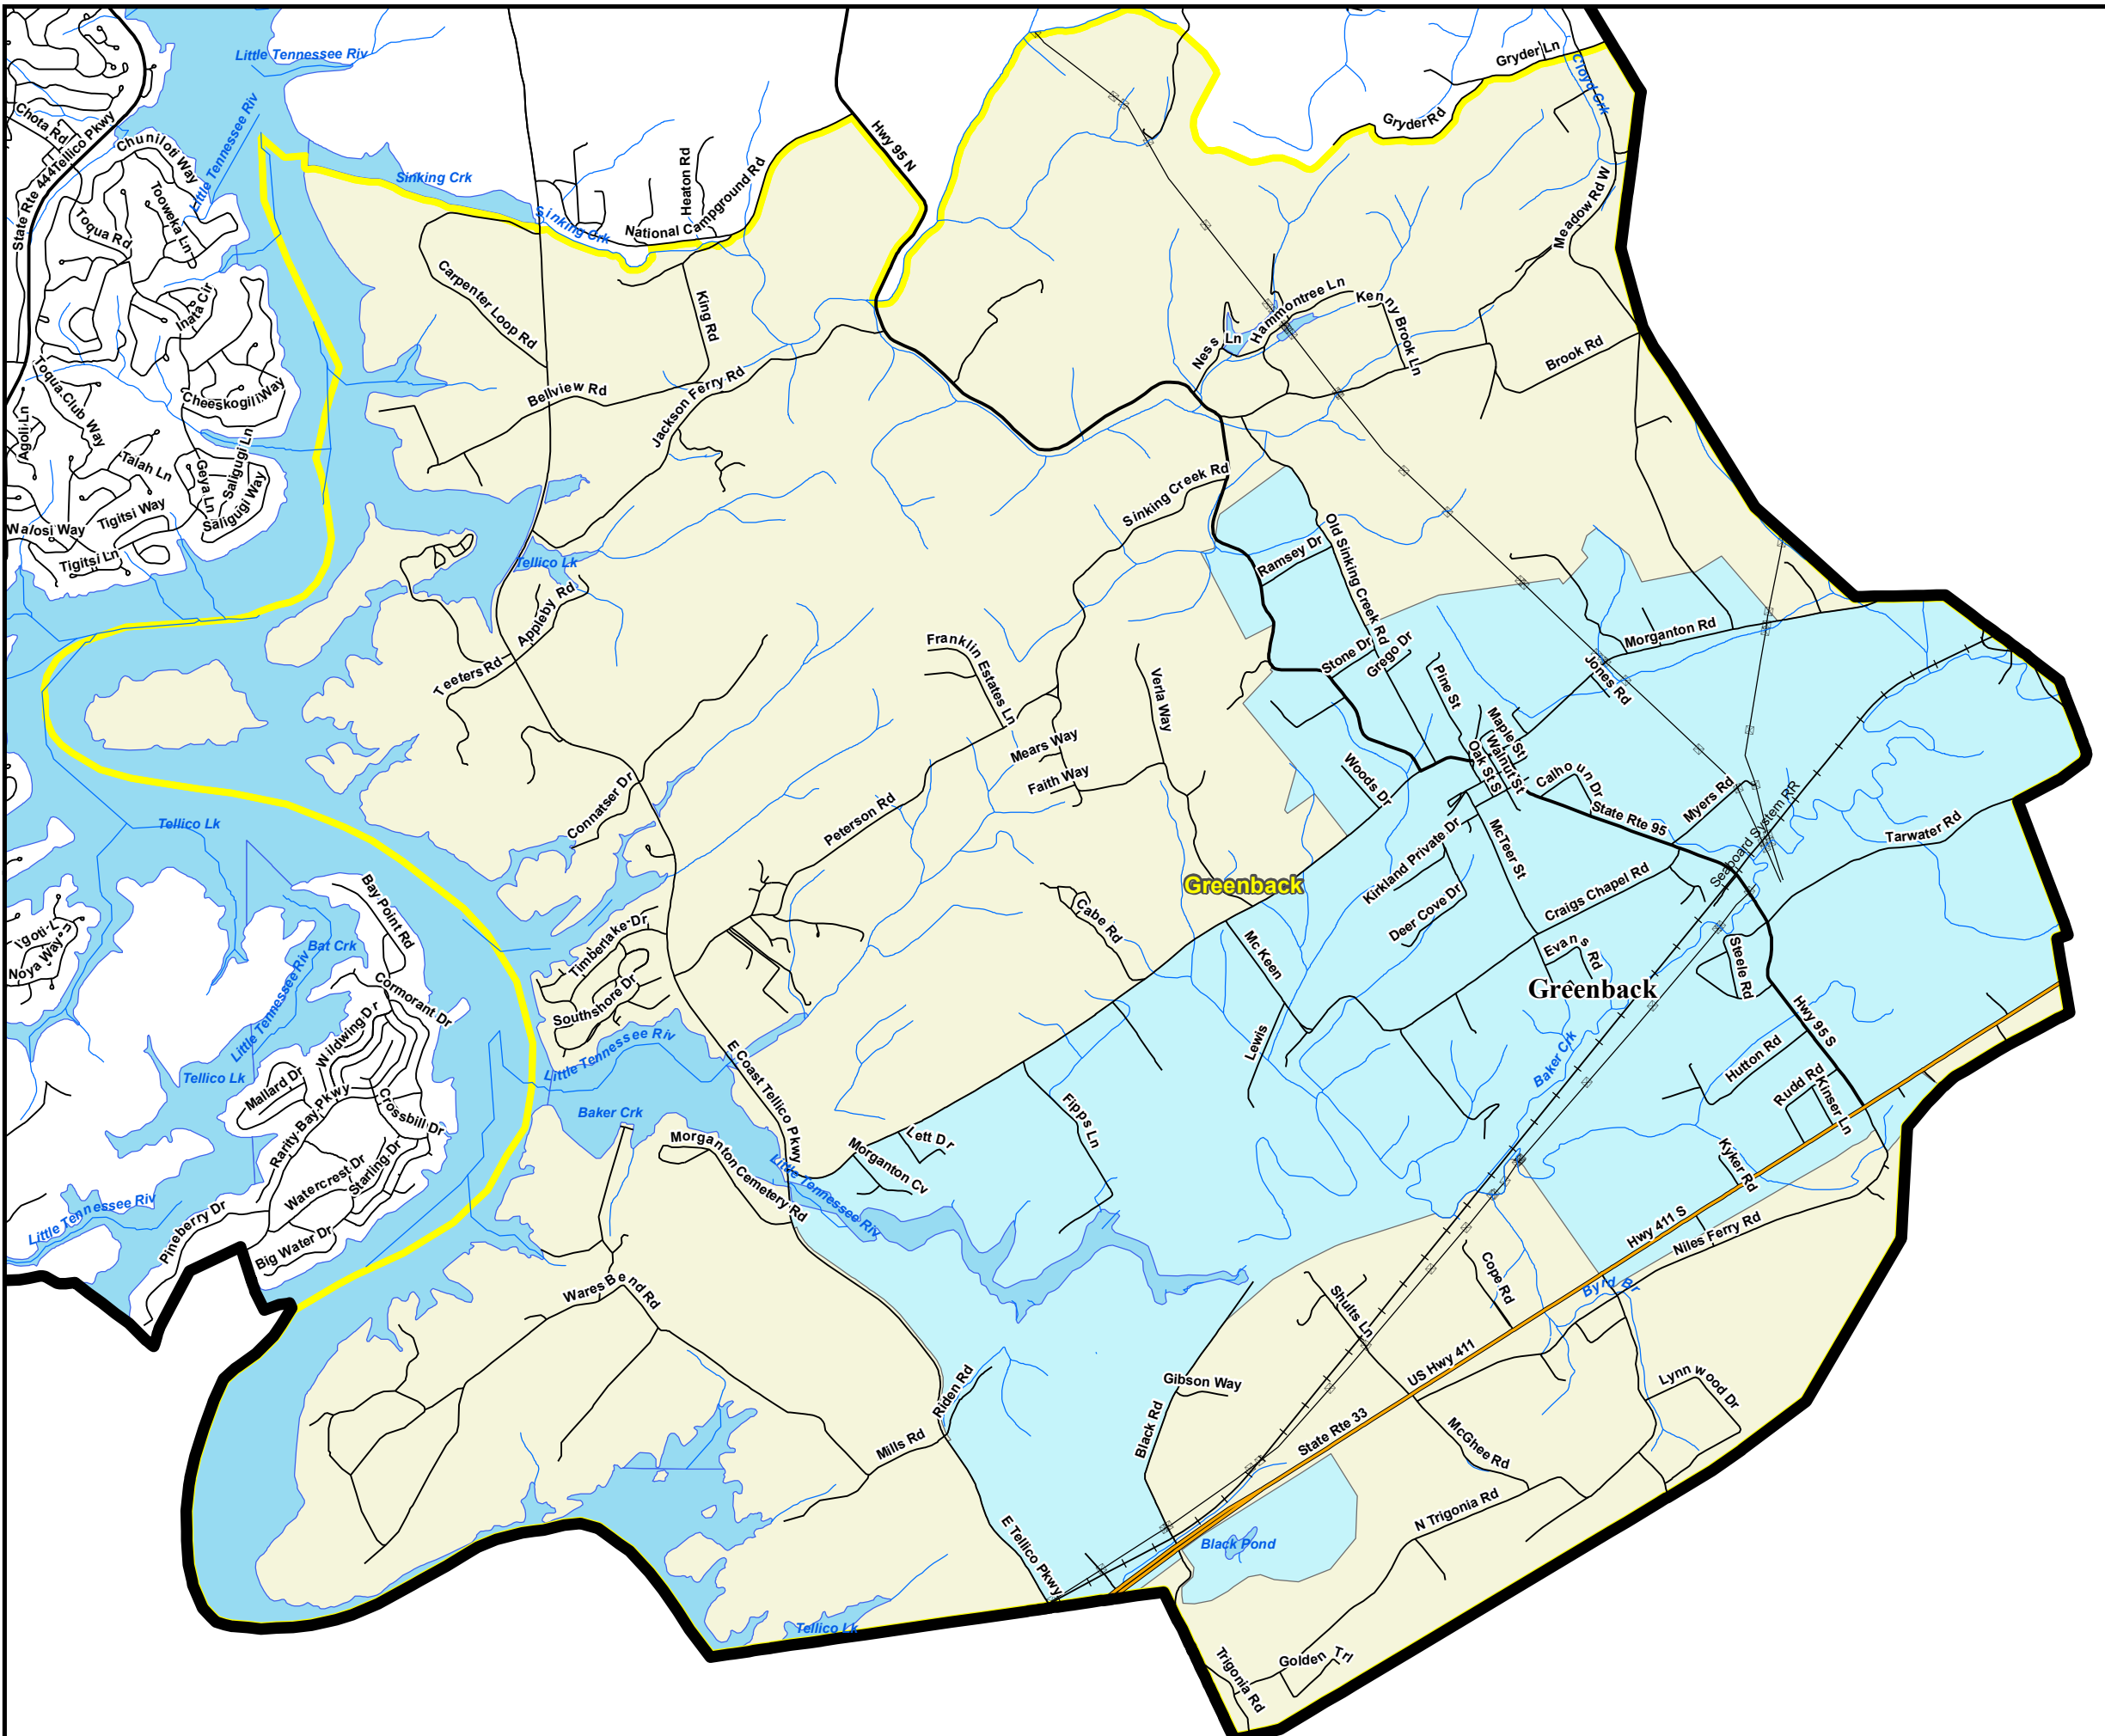 Little Tennessee Riv
Gryder Ln
Cloyd Crk
Chota Rd
State Rte 444
Tellico Pkwy
Chuniloti Way
Little Tennessee Riv
Hwy 95 N
Gryder Rd
Sinking Crk
Heaton Rd
National Campground Rd
Sinking Crk
Tooweka Ln
Toqua Rd
Meadow Rd W
Carpenter Loop Rd
King Rd
Inata Cir
Hammontree Ln
Kenny Brook Ln
Ness Ln
Brook Rd
Toqua Club Way
Cheeskogili Way
Bellview Rd
Jackson Ferry Rd
Agoli Ln
Taiah Ln
Geya Ln
Saligugi Ln
Saligugi Way
Sinking Creek Rd
Walosi Way
Tigitsi Way
Tigitsi Ln
Tellico Lk
Old Sinking Creek Rd
Ramsey Dr
Appleby Rd
Teeters Rd
Franklin Estates Ln
Verla Way
Stone Dr
Grego Dr
Pine St
Morganton Rd
Jones Rd
Mears Way
Faith Way
Maple St
Walnut St
Oak St S
Calhoun Dr
Woods Dr
Connatser Dr
Peterson Rd
State Rte 95
Myers Rd
Seaboard System RR
Tarwater Rd
Tellico Lk
Kirkland Private Dr
McTeer St
Greenback
Bay Point Rd
Cabe Rd
Deer Cove Dr
Craigs Chapel Rd
Timberlake Dr
Bat Crk
Noya Way
Mc Keen
Evans Rd
Steele Rd
Greenback
Cormorant Dr
Southshore Dr
Little Tennessee Riv
Wildwing Dr
Little Tennessee Riv
E Coast Tellico Pkwy
Lewis
Hwy 95 S
Baker Crk
Hutton Rd
Rudd Rd
Kinser Ln
Tellico Lk
Mallard Dr
Rarity Bay Pkwy
Crossbill Dr
Baker Crk
Fipps Ln
Lett Dr
Morganton Cv
Morganton Cemetery Rd
Little Tennessee Riv
Kyker Rd
Watercrest Dr
Starling Dr
Little Tennessee Riv
Pineberry Dr
Big Water Dr
Hwy 411 S
Niles Ferry Rd
Byrd Br
Cope Rd
Wares Bend Rd
Shults Ln
US Hwy 411
Gibson Way
Riden Rd
Lynnwood Dr
Black Rd
Mills Rd
State Rte 33
McGhee Rd
N Trigonia Rd
E Tellico Pkwy
Black Pond
Tellico Lk
Trigonia Rd
Golden Trl